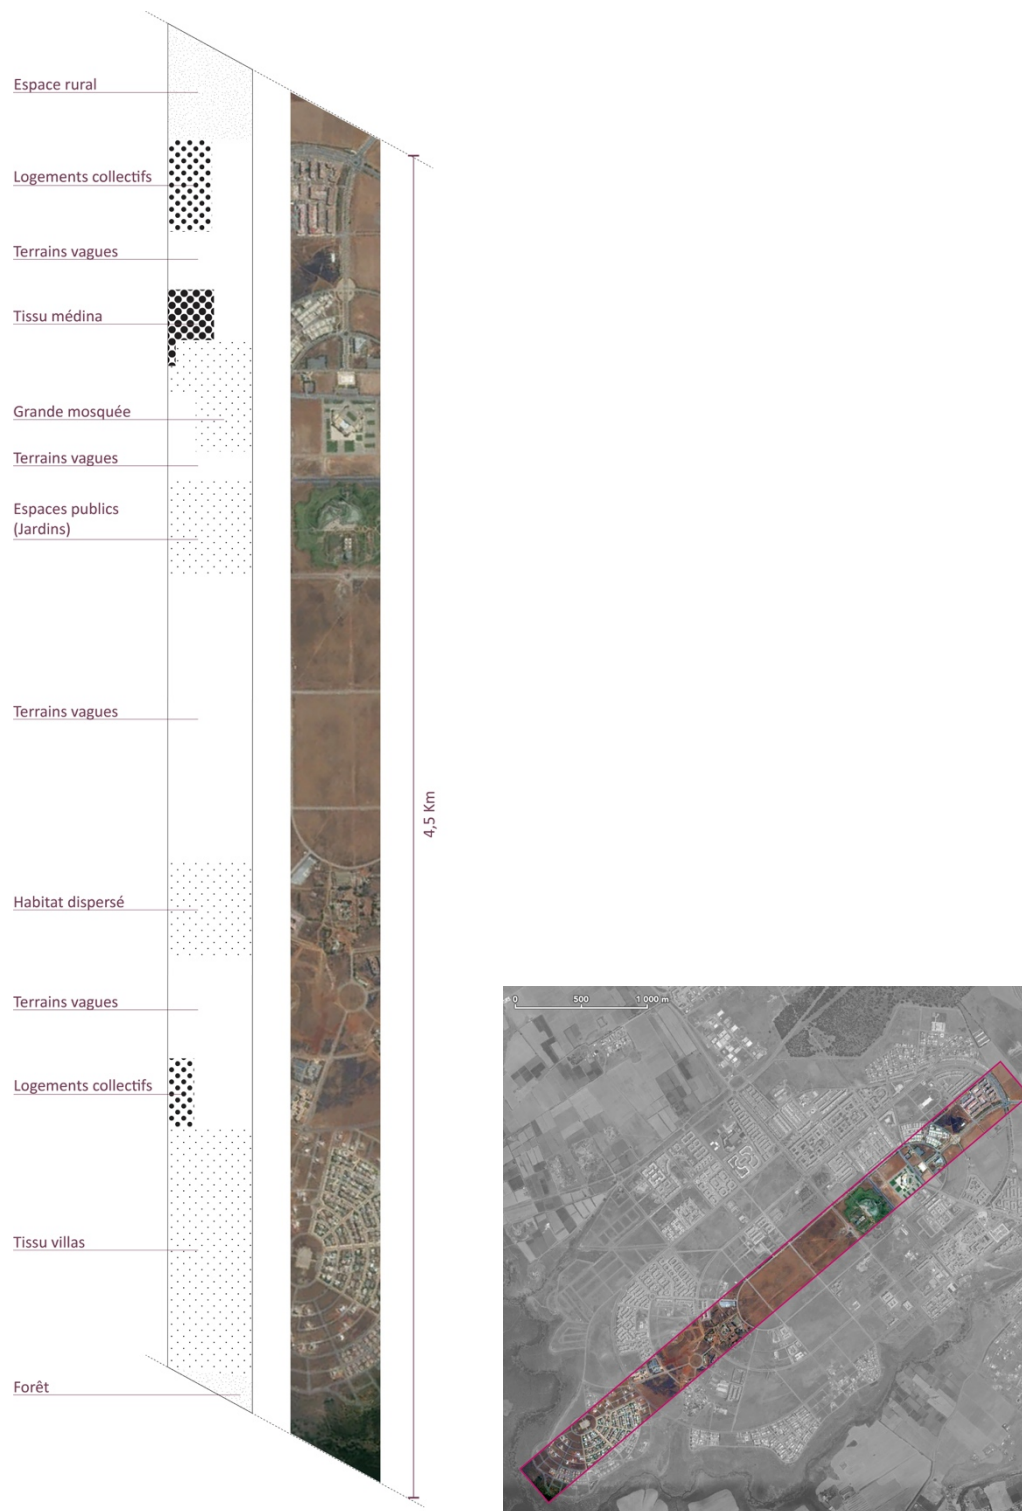 Espace rural
Logements collectifs
Terrains vagues
Tissu médina
Grande mosquée
Terrains vagues
Espaces publics
(Jardins)
Terrains vagues
4,5 Km
Habitat dispersé
Terrains vagues
Logements collectifs
Tissu villas
Forêt
0 500 1 000 m